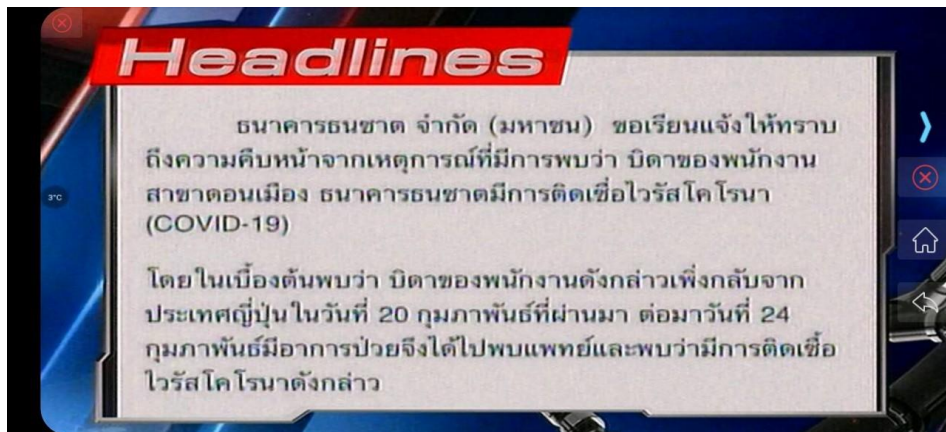 Headlines
ธนาคารธนชาต จำกัด (มหาชน) ขอเรียนแจ้งให้ทราบ
ถึงความคืบหน้าจากเหตุการณ์ที่มีการพบว่า บิดาของพนักงาน
สาขาดอนเมือง ธนาคารธนชาตมีการติดเชื้อไวรัสโคโรนา
(COVID-19)
โดยในเบื้องต้นพบว่า บิดาของพนักงานดังกล่าวเพิ่งกลับจาก
ประเทศญี่ปุ่นในวันที่ 20 กุมภาพันธ์ที่ผ่านมา ต่อมาวันที่ 24
กุมภาพันธ์มีอาการป่วยจึงได้ไปพบแพทย์และพบว่ามีการติดเชื้อ
ไวรัสโคโรนาดังกล่าว
3°C